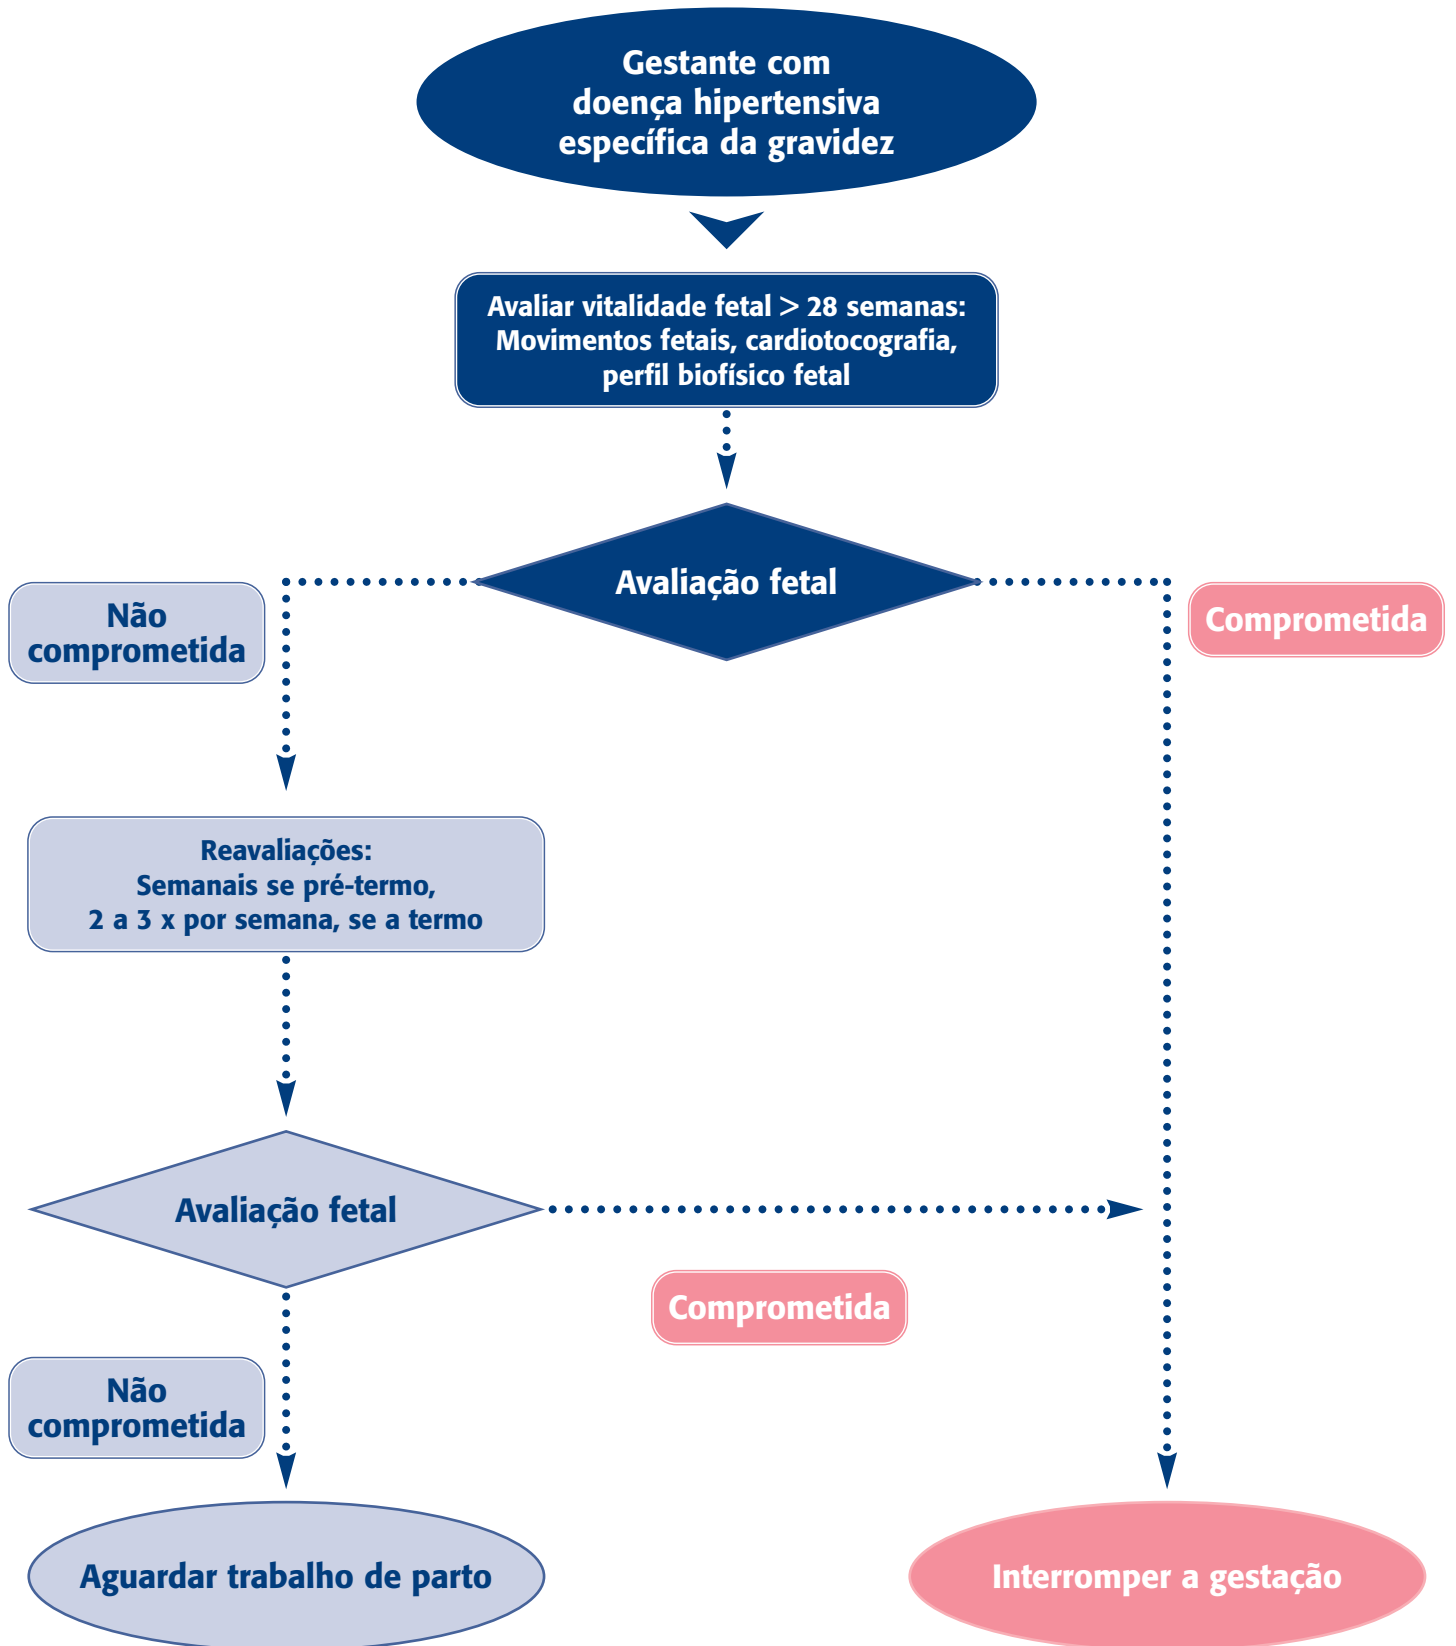 Gestante com
doença hipertensiva
específica da gravidez
Avaliar vitalidade fetal > 28 semanas:
Movimentos fetais, cardiotocografia,
perfil biofísico fetal
Avaliação fetal
Não
comprometida
Comprometida
Reavaliações:
Semanais se pré-termo,
2 a 3 x por semana, se a termo
Avaliação fetal
Comprometida
Não
comprometida
Aguardar trabalho de parto
Interromper a gestação